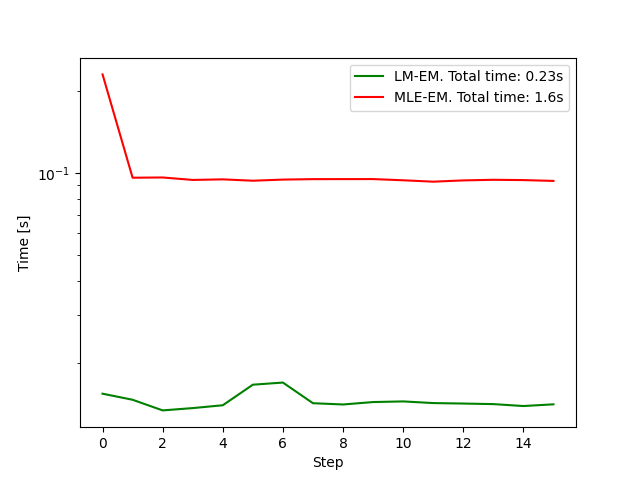 LM-EM. Total time: 0.23s
MLE-EM. Total time: 1.6s
10⁻¹
Time [s]
0 2 4 6 8 10 12 14
Step